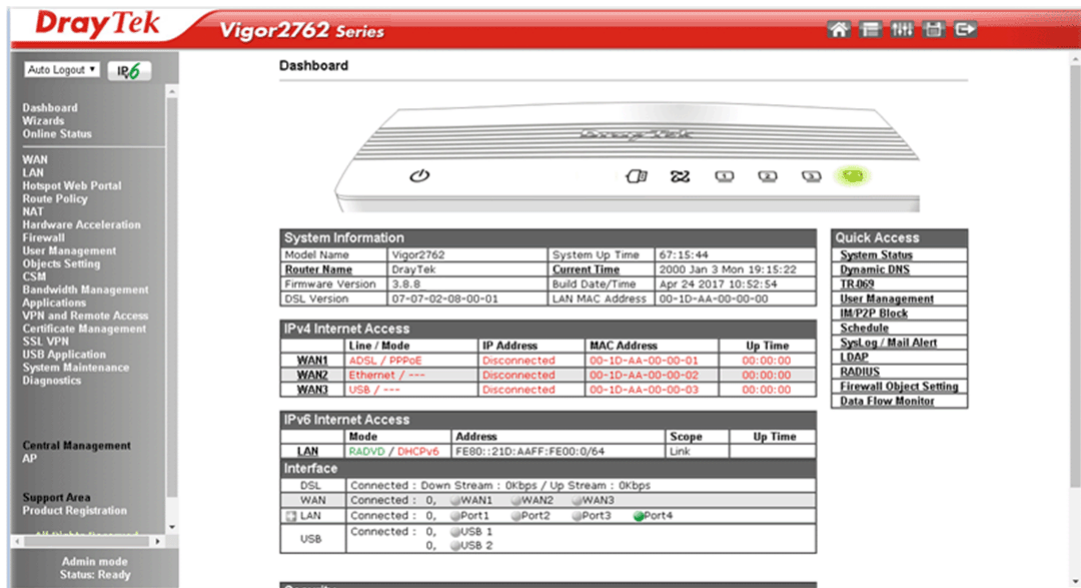 DrayTek
Vigor2762 Series
Auto Logout
IPv6
Dashboard
Wizards
Online Status
WAN
LAN
Hotspot Web Portal
Route Policy
NAT
Hardware Acceleration
Firewall
User Management
Objects Setting
CSM
Bandwidth Management
Applications
VPN and Remote Access
Certificate Management
SSL VPN
USB Application
System Maintenance
Diagnostics
Central Management
AP
Support Area
Product Registration
All Rights Reserved
Admin mode
Status: Ready
Dashboard
DrayTek
1 2 3
System Information
Model Name Vigor2762 System Up Time 67:15:44
Router Name DrayTek Current Time 2000 Jan 3 Mon 19:15:22
Firmware Version 3.8.8 Build Date/Time Apr 24 2017 10:52:54
DSL Version 07-07-02-08-00-01 LAN MAC Address 00-1D-AA-00-00-00
IPv4 Internet Access
Line / Mode IP Address MAC Address Up Time
WAN1 ADSL / PPPoE Disconnected 00-1D-AA-00-00-01 00:00:00
WAN2 Ethernet / --- Disconnected 00-1D-AA-00-00-02 00:00:00
WAN3 USB / --- Disconnected 00-1D-AA-00-00-03 00:00:00
IPv6 Internet Access
Mode Address Scope Up Time
LAN RADVD / DHCPv6 FE80::21D:AAFF:FE00:0/64 Link
Interface
DSL Connected : Down Stream : 0Kbps / Up Stream : 0Kbps
WAN Connected : 0, WAN1 WAN2 WAN3
LAN Connected : 0, Port1 Port2 Port3 Port4
USB Connected : 0, USB 1
0, USB 2
Security
Quick Access
System Status
Dynamic DNS
TR-069
User Management
IM/P2P Block
Schedule
SysLog / Mail Alert
LDAP
RADIUS
Firewall Object Setting
Data Flow Monitor